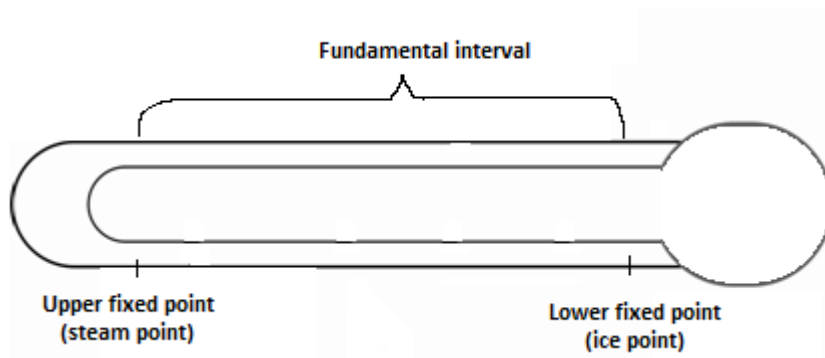 Fundamental interval
Upper fixed point
(steam point)
Lower fixed point
(ice point)